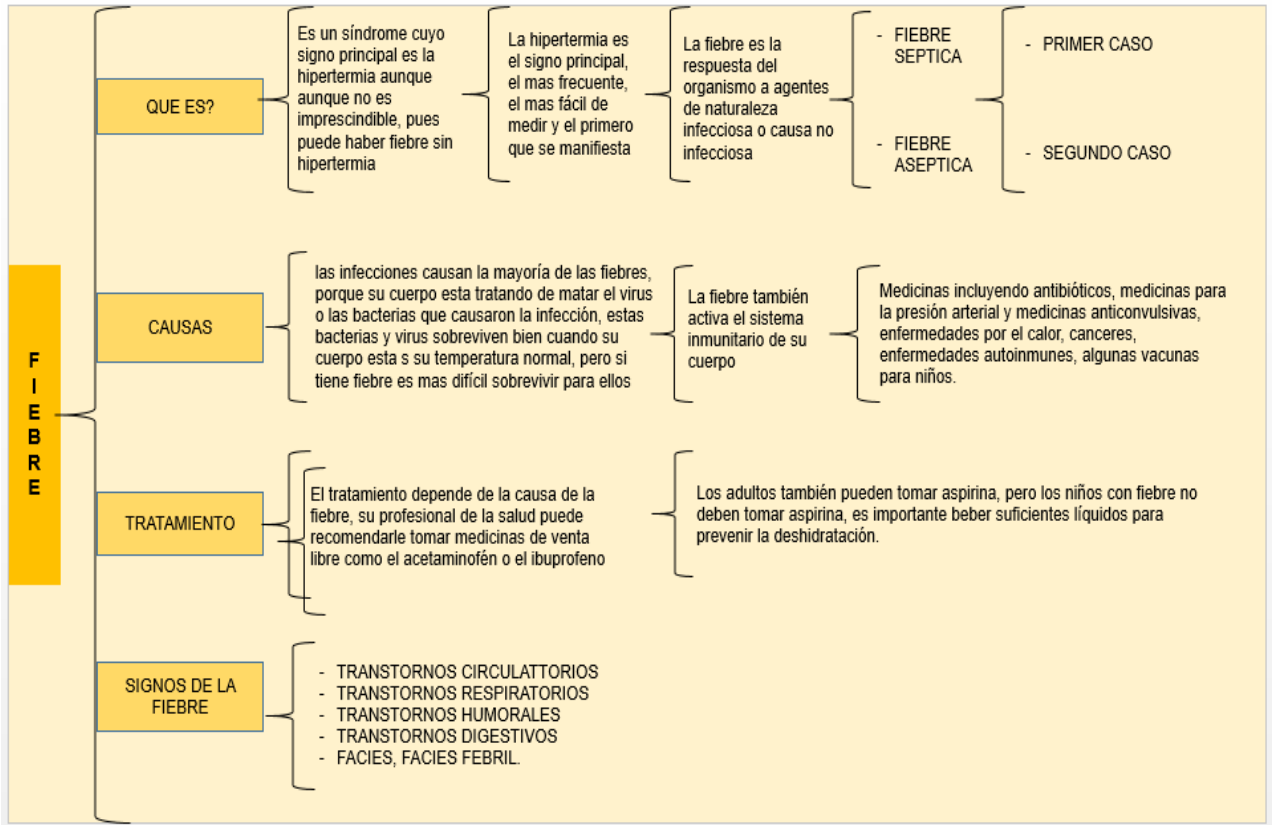 FIEBRE
QUE ES?
Es un síndrome cuyo
signo principal es la
hipertermia aunque
aunque no es
imprescindible, pues
puede haber fiebre sin
hipertermia
La hipertermia es
el signo principal,
el mas frecuente,
el mas fácil de
medir y el primero
que se manifiesta
La fiebre es la
respuesta del
organismo a agentes
de naturaleza
infecciosa o causa no
infecciosa
- FIEBRE
SEPTICA
- FIEBRE
ASEPTICA
- PRIMER CASO
- SEGUNDO CASO
CAUSAS
las infecciones causan la mayoría de las fiebres,
porque su cuerpo esta tratando de matar el virus
o las bacterias que causaron la infección, estas
bacterias y virus sobreviven bien cuando su
cuerpo esta s su temperatura normal, pero si
tiene fiebre es mas difícil sobrevivir para ellos
La fiebre también
activa el sistema
inmunitario de su
cuerpo
Medicinas incluyendo antibióticos, medicinas para
la presión arterial y medicinas anticonvulsivas,
enfermedades por el calor, canceres,
enfermedades autoinmunes, algunas vacunas
para niños.
TRATAMIENTO
El tratamiento depende de la causa de la
fiebre, su profesional de la salud puede
recomendarle tomar medicinas de venta
libre como el acetaminofén o el ibuprofeno
Los adultos también pueden tomar aspirina, pero los niños con fiebre no
deben tomar aspirina, es importante beber suficientes líquidos para
prevenir la deshidratación.
SIGNOS DE LA
FIEBRE
- TRANSTORNOS CIRCULATTORIOS
- TRANSTORNOS RESPIRATORIOS
- TRANSTORNOS HUMORALES
- TRANSTORNOS DIGESTIVOS
- FACIES, FACIES FEBRIL.